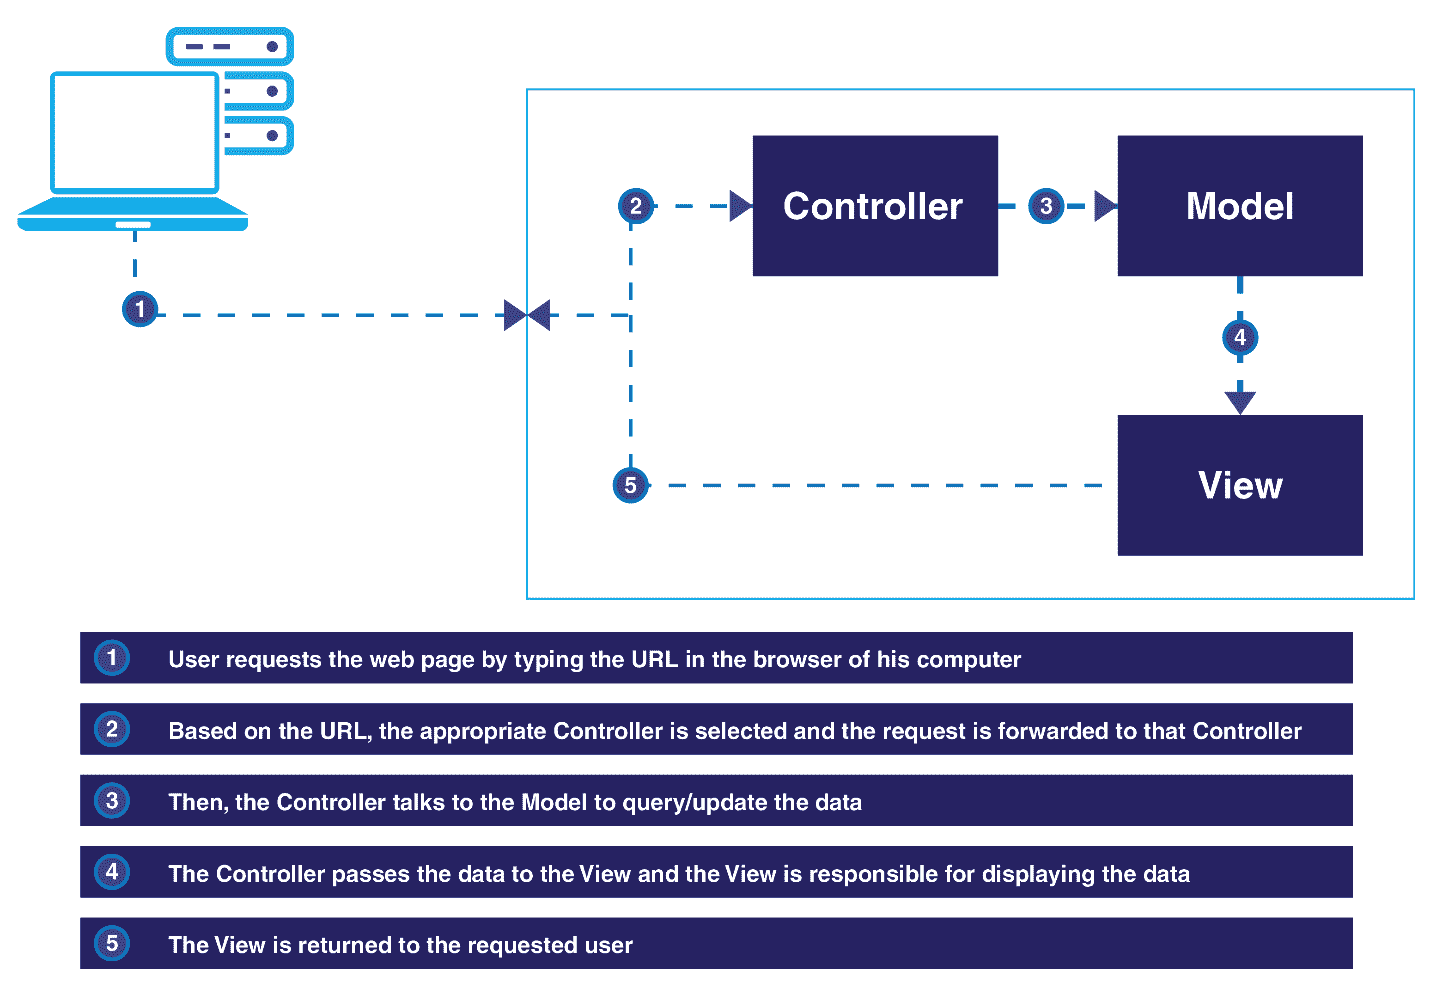 2
Controller
3
Model
1
4
5
View
1 User requests the web page by typing the URL in the browser of his computer
2 Based on the URL, the appropriate Controller is selected and the request is forwarded to that Controller
3 Then, the Controller talks to the Model to query/update the data
4 The Controller passes the data to the View and the View is responsible for displaying the data
5 The View is returned to the requested user